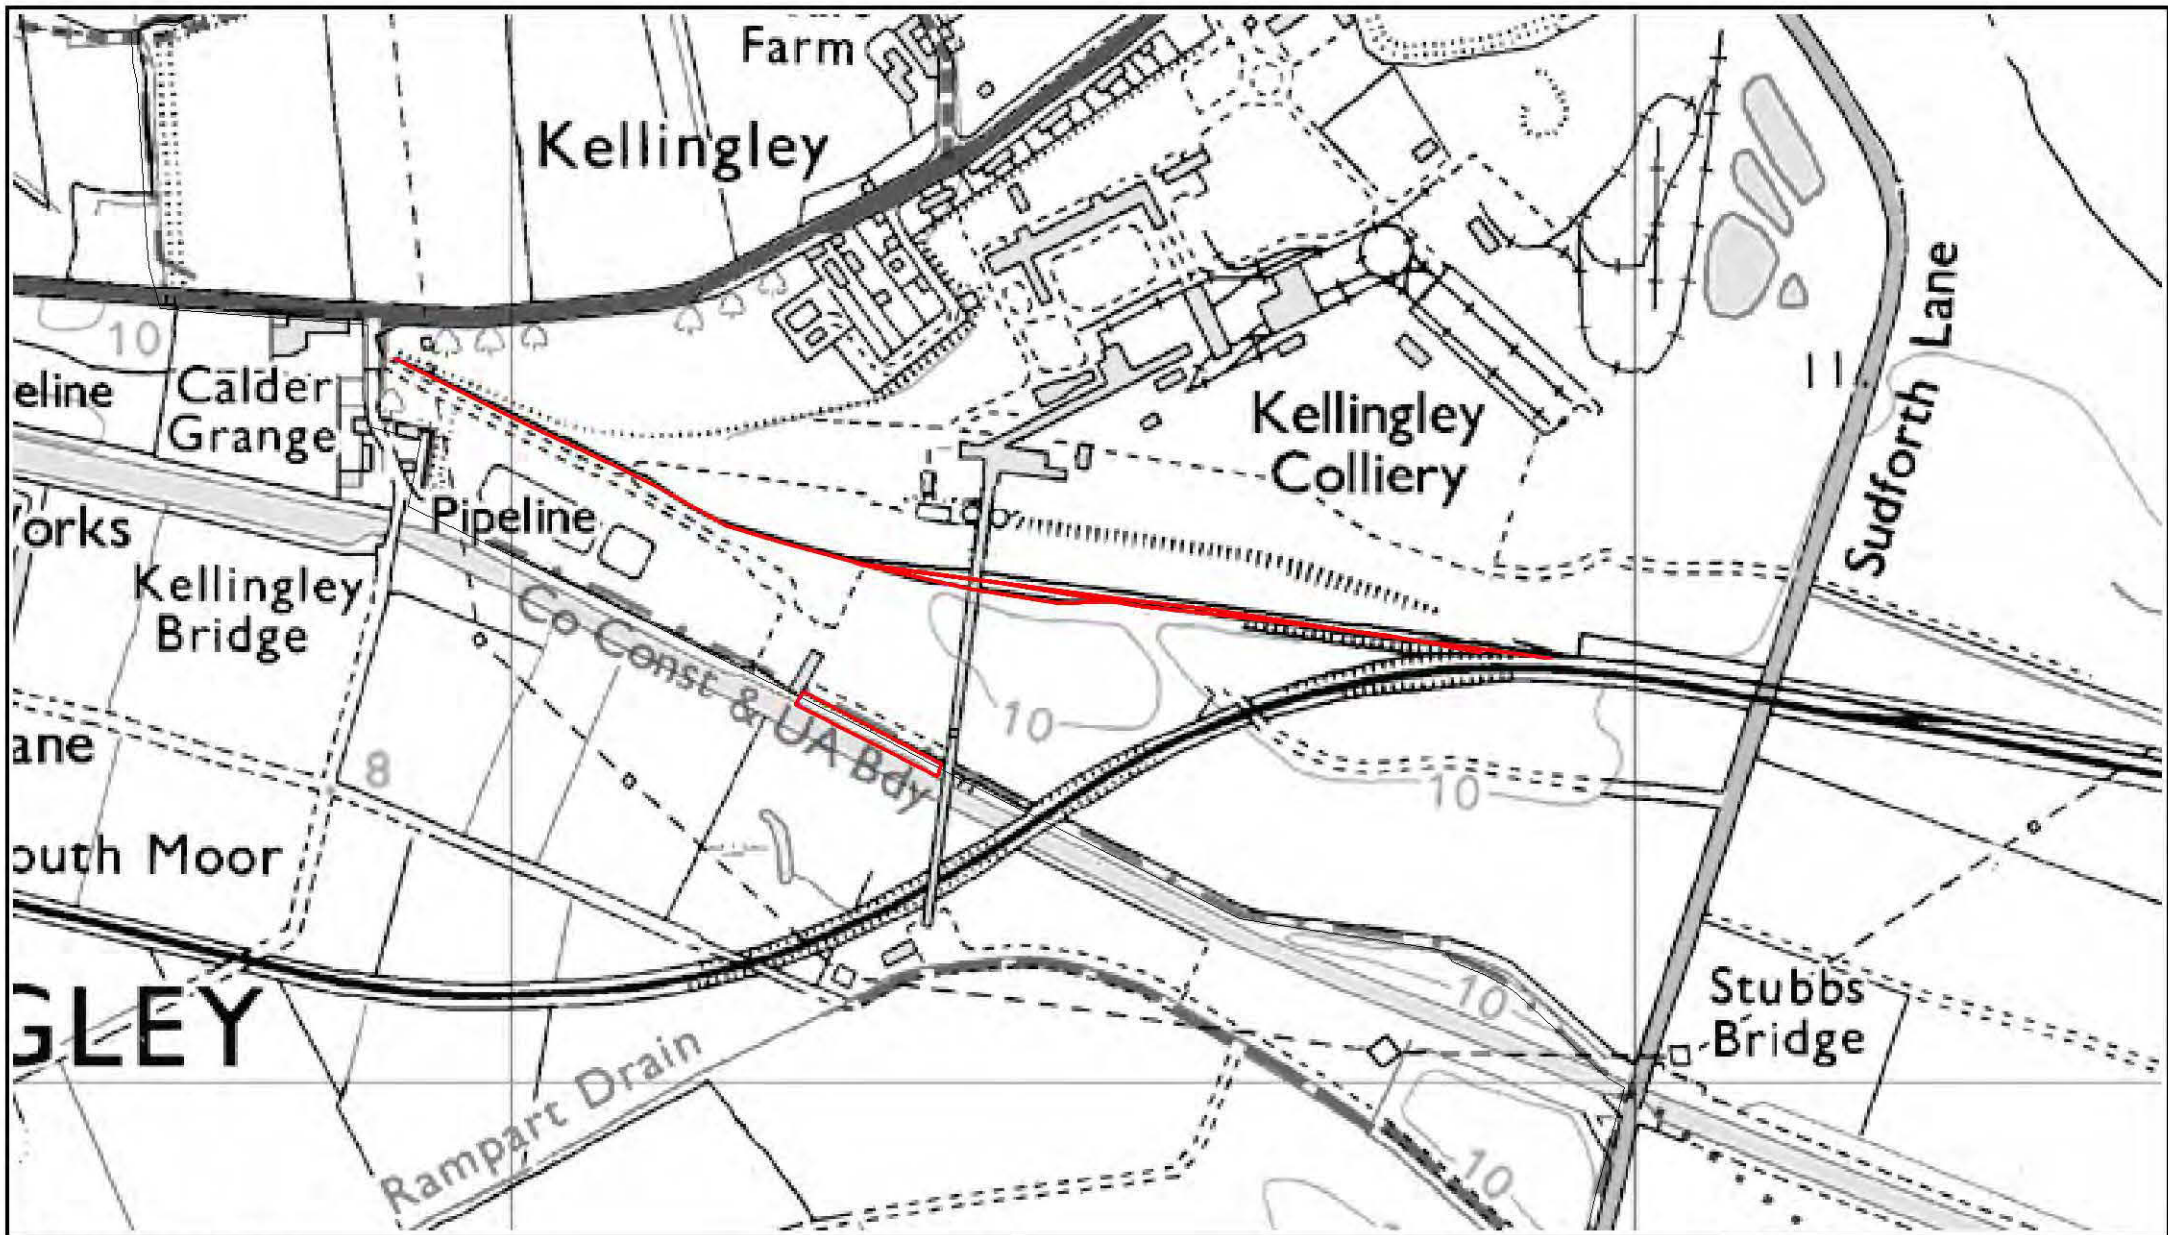 Farm
Kellingley
10
eline
Calder
Grange
Kellingley
Colliery
11
Sudforth Lane
orks
Pipeline
Kellingley
Bridge
Co Const & UA Bdy
10
ane
8
10
outh Moor
GLEY
10
Stubbs
Bridge
Rampart Drain
10